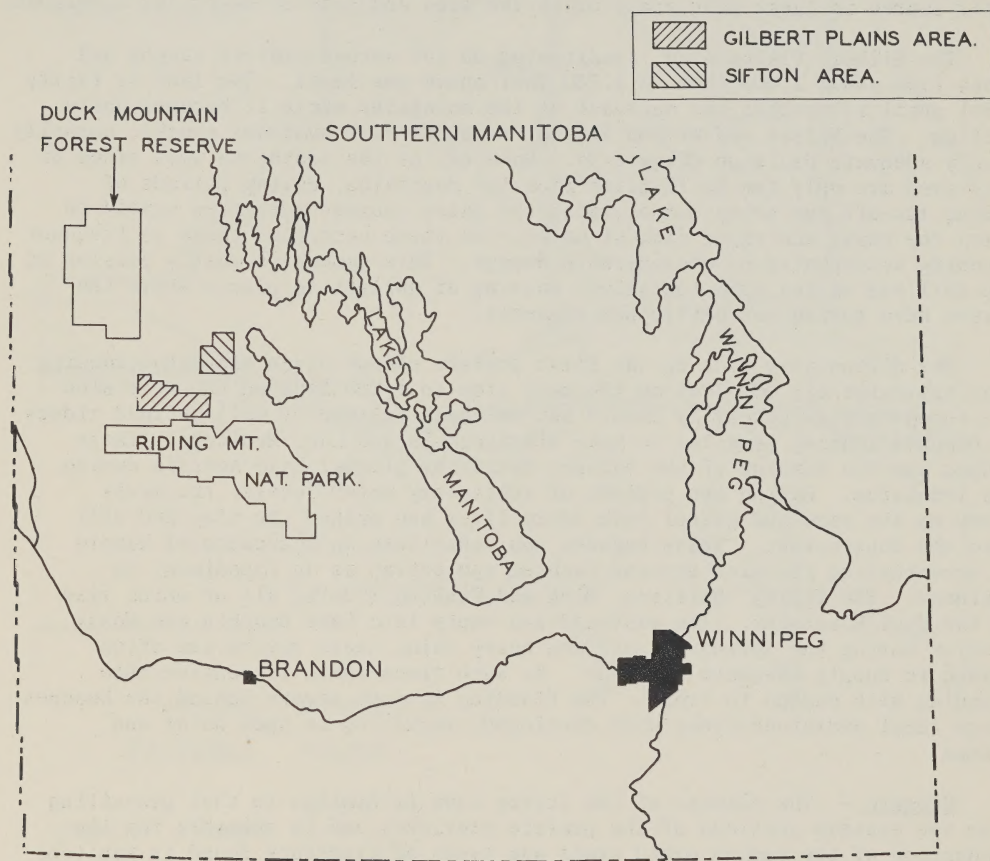 GILBERT PLAINS AREA.
SIFTON AREA.
DUCK MOUNTAIN
FOREST RESERVE
SOUTHERN MANITOBA
LAKE
WINNIPEG
LAKE
MANITOBA
RIDING MT.
NAT. PARK.
WINNIPEG
BRANDON